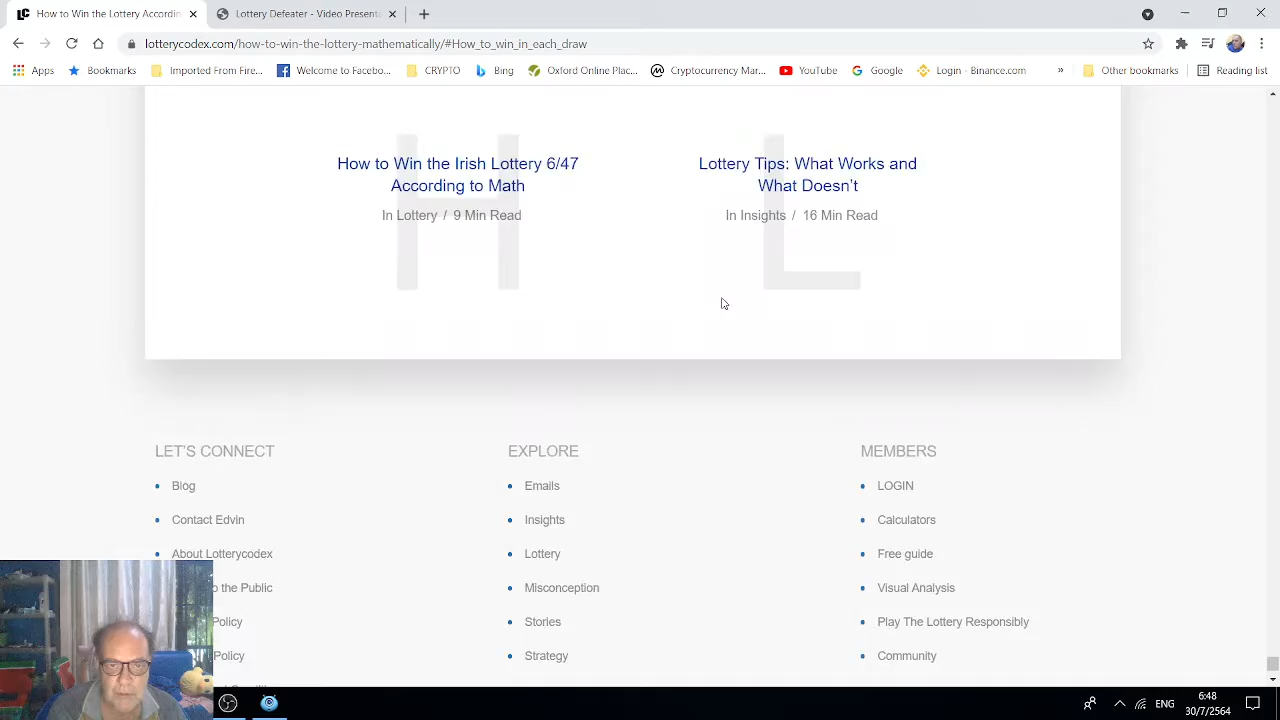 How to Win the Lottery Accordin
Lottery Defeater - Video Present
lotterycodex.com/how-to-win-the-lottery-mathematically/#How_to_win_in_each_draw
Apps
Bookmarks
Imported From Fire...
Welcome to Facebo...
CRYPTO
Bing
Oxford Online Plac...
Cryptocurrency Mar...
YouTube
Google
Login · Binance.com
»
Other bookmarks
Reading list
H
L
How to Win the Irish Lottery 6/47
According to Math
In Lottery / 9 Min Read
Lottery Tips: What Works and
What Doesn't
In Insights / 16 Min Read
LET'S CONNECT
Blog
Contact Edvin
About Lotterycodex
o the Public
Policy
Policy
EXPLORE
Emails
Insights
Lottery
Misconception
Stories
Strategy
MEMBERS
LOGIN
Calculators
Free guide
Visual Analysis
Play The Lottery Responsibly
Community
ENG
6:48
30/7/2564